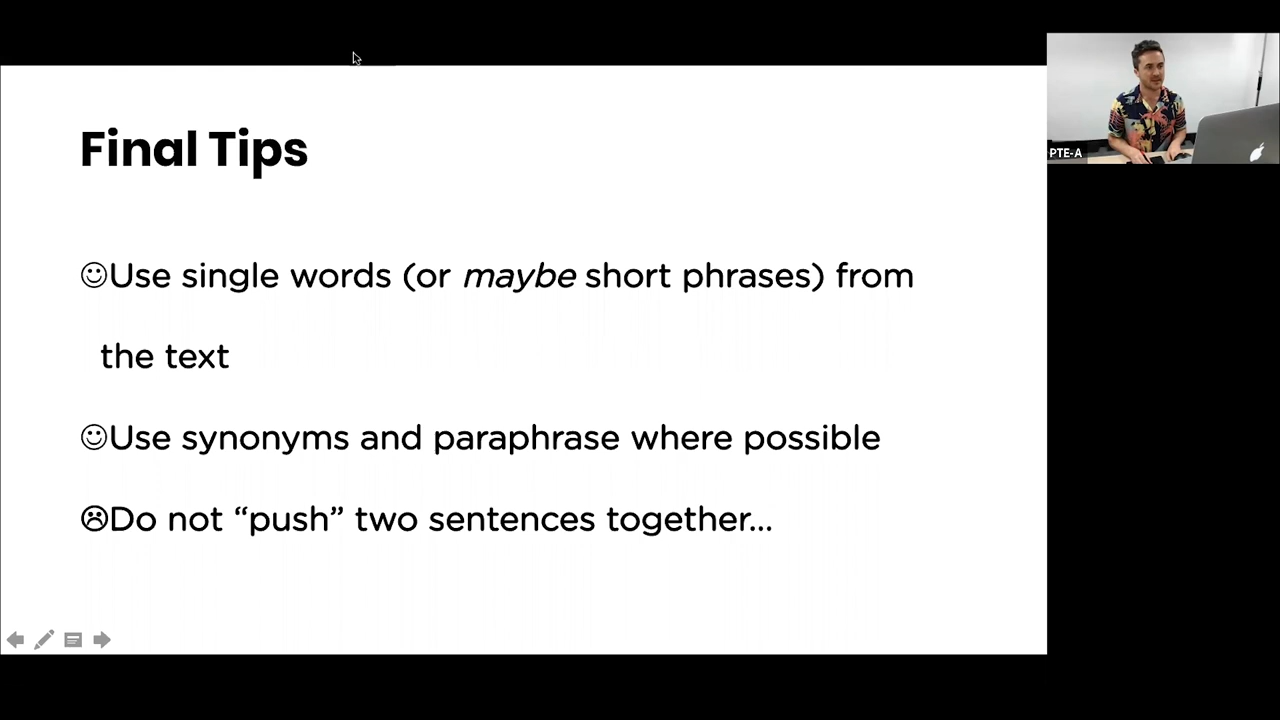 Final Tips
PTE-A
☺Use single words (or maybe short phrases) from
the text
☺Use synonyms and paraphrase where possible
☹Do not “push” two sentences together...